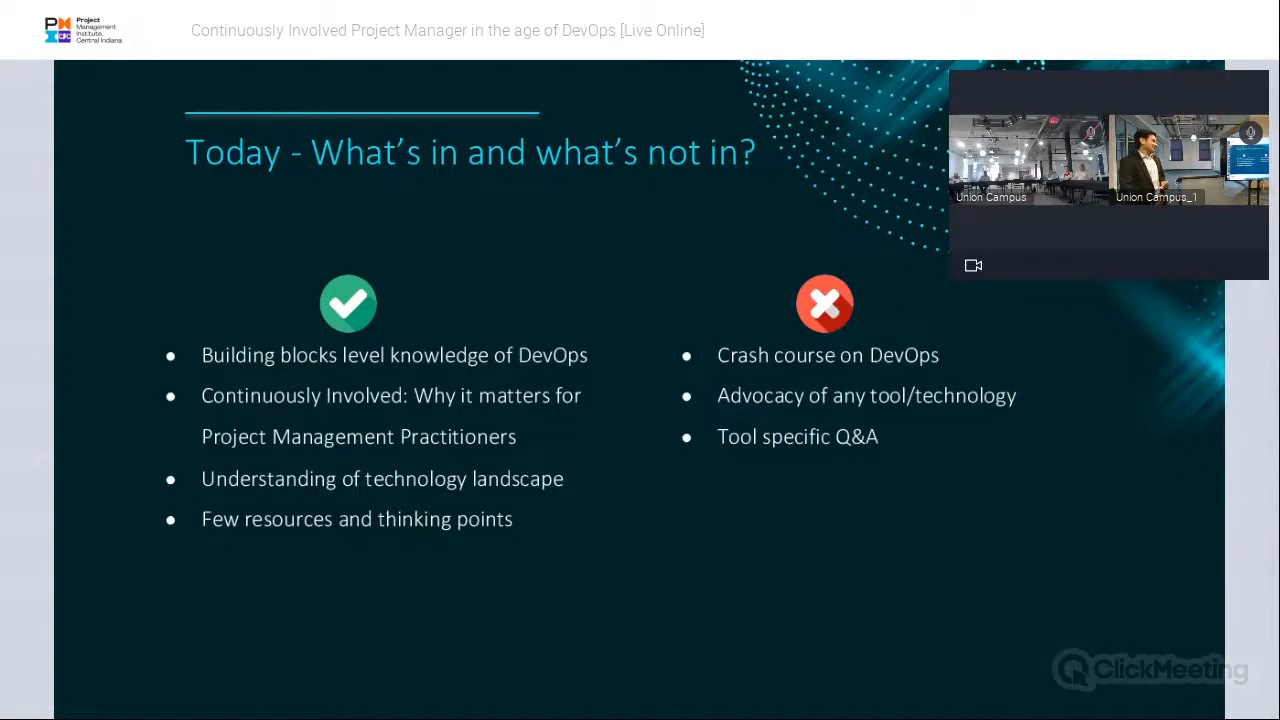 Project
Management
Institute.
Central Indiana.
Continuously Involved Project Manager in the age of DevOps [Live Online]
Today - What's in and what's not in?
Union Campus
Union Campus_1
● Building blocks level knowledge of DevOps
● Continuously Involved: Why it matters for
Project Management Practitioners
● Understanding of technology landscape
● Few resources and thinking points
● Crash course on DevOps
● Advocacy of any tool/technology
● Tool specific Q&A
ClickMeeting